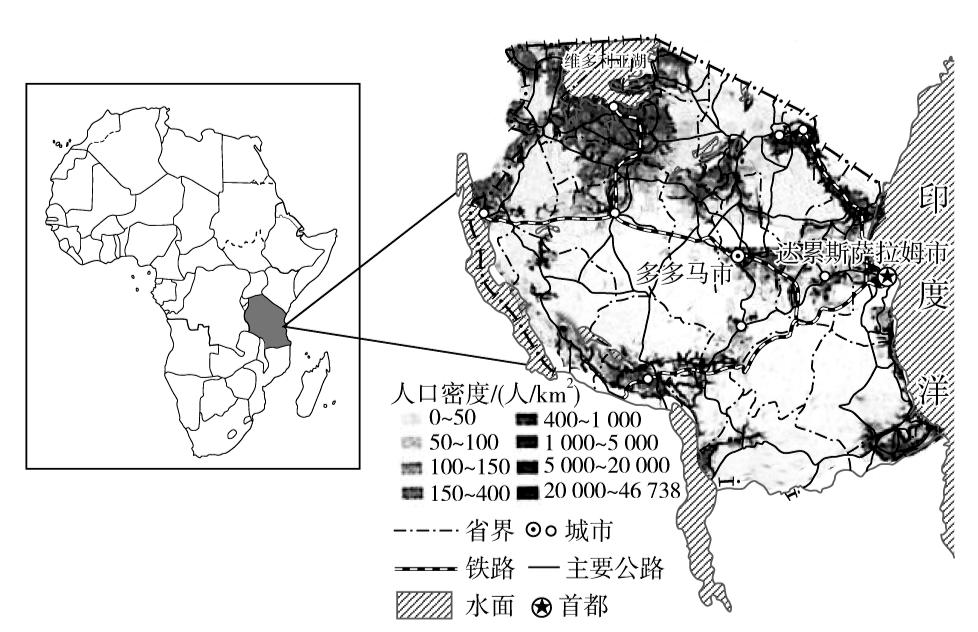 维多利亚湖
印
度
洋
达累斯萨拉姆市
多多马市
人口密度/(人/km²)
0~50 400~1 000
50~100 1 000~5 000
100~150 5 000~20 000
150~400 20 000~46 738
省界 城市
铁路 主要公路
水面 首都